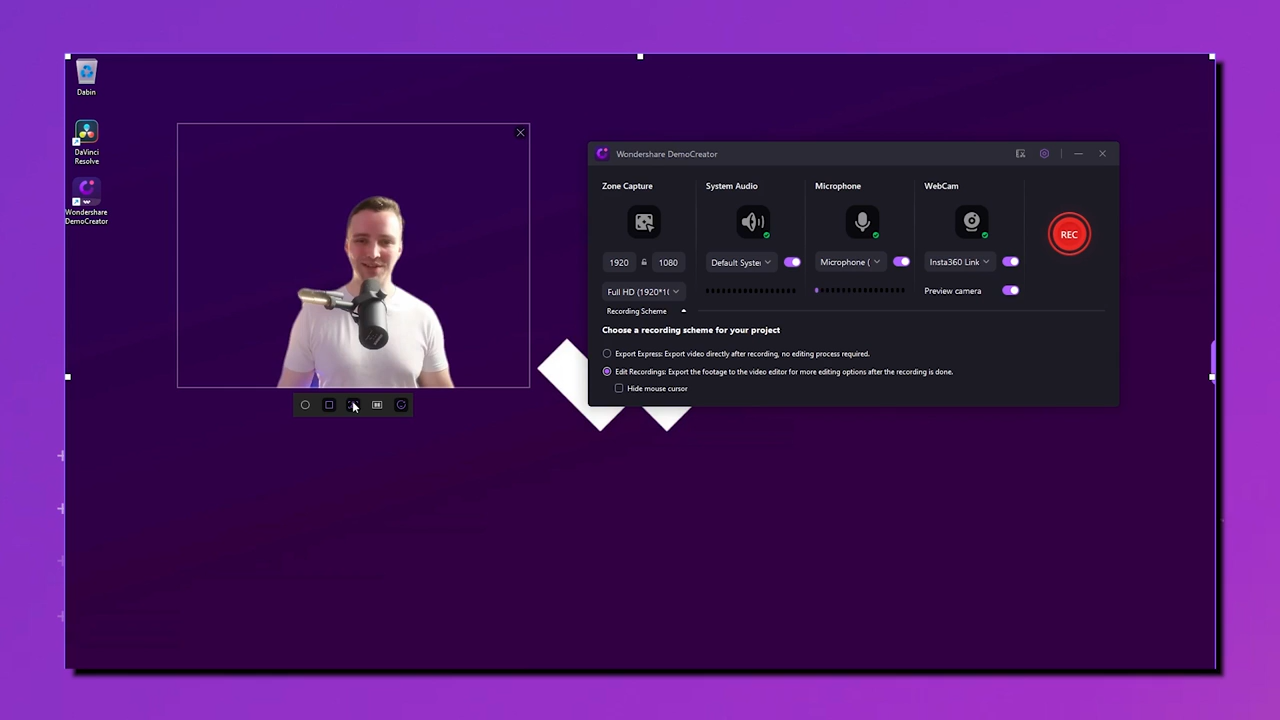 Dabin
DaVinci
Resolve
Wondershare
DemoCreator
Wondershare DemoCreator
Zone Capture
System Audio
Microphone
WebCam
1920
1080
Default Syste
Microphone (
Insta360 Link
REC
Full HD (1920*1(
Preview camera
Recording Scheme
Choose a recording scheme for your project
Export Express: Export video directly after recording, no editing process required.
Edit Recordings: Export the footage to the video editor for more editing options after the recording is done.
Hide mouse cursor